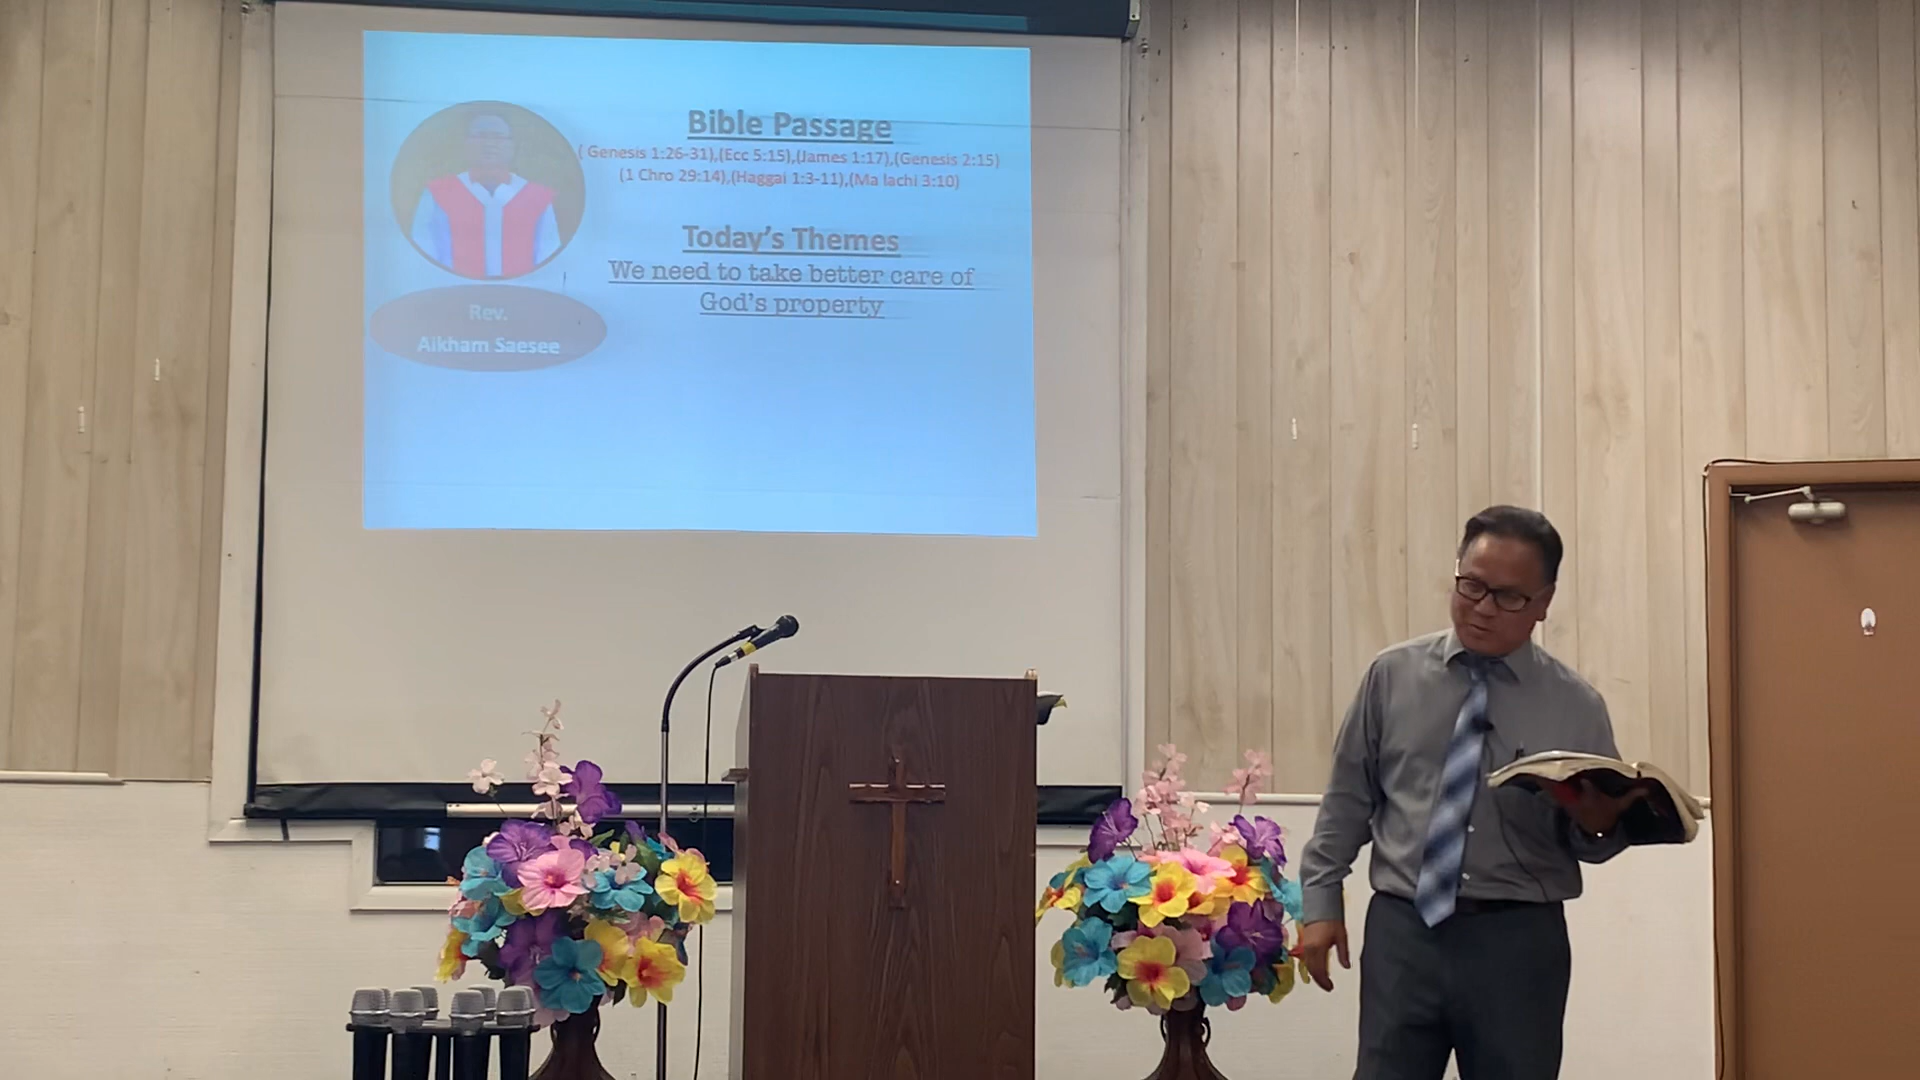 Bible Passage
( Genesis 1:26-31),(Ecc 5:15),(James 1:17),(Genesis 2:15)
(1 Chro 29:14),(Haggai 1:3-11),(Ma lachi 3:10)
Today's Themes
We need to take better care of
God's property
Rev.
Aikham Saesee